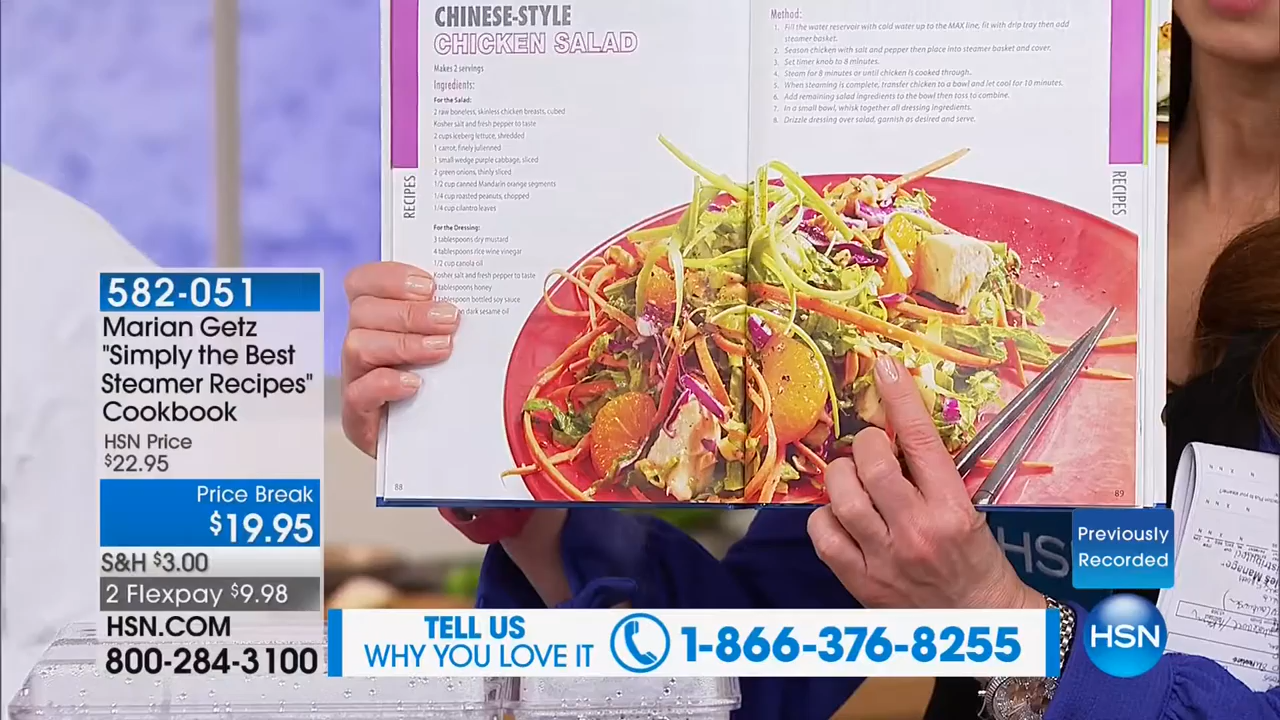 CHINESE-STYLE
CHICKEN SALAD
Makes 2 servings
Ingredients:
For the Salad:
2 raw boneless, skinless chicken breasts, cubed
Kosher salt and fresh pepper to taste
2 cups iceberg lettuce, shredded
1 carrot, finely julienned
1 small wedge purple cabbage, sliced
2 green onions, thinly sliced
1/2 cup canned Mandarin orange segments
1/4 cup roasted peanuts, chopped
1/4 cup cilantro leaves
For the Dressing:
3 tablespoons dry mustard
4 tablespoons rice wine vinegar
1/2 cup canola oil
Kosher salt and fresh pepper to taste
tablespoons honey
tablespoon bottled soy sauce
dark sesame oil
RECIPES
88
Method:
1. Fill the water reservoir with cold water up to the MAX line, fit with drip tray then add
steamer basket.
2. Season chicken with salt and pepper then place into steamer basket and cover.
3. Set timer knob to 8 minutes.
4. Steam for 8 minutes or until chicken is cooked through.
5. When steaming is complete, transfer chicken to a bowl and let cool for 10 minutes.
6. Add remaining salad ingredients to the bowl then toss to combine.
7. In a small bowl, whisk together all dressing ingredients.
8. Drizzle dressing over salad, garnish as desired and serve.
RECIPES
89
582-051
Marian Getz
"Simply the Best
Steamer Recipes"
Cookbook
HSN Price
$22.95
Price Break
$19.95
S&H $3.00
2 Flexpay $9.98
HSN.COM
800-284-3100
TELL US
WHY YOU LOVE IT
1-866-376-8255
HS
Previously
Recorded
HSN